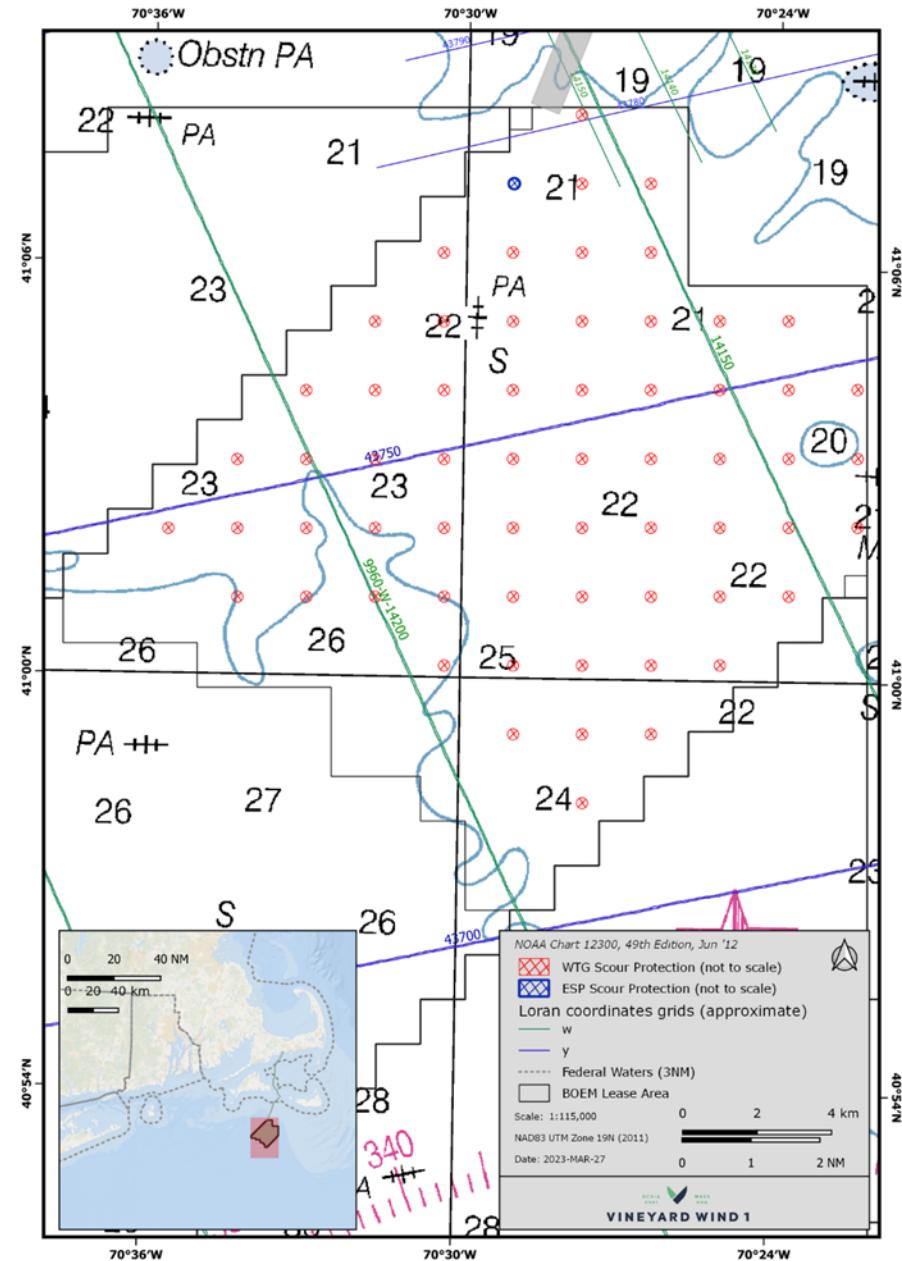 70°36'W 70°30'W 70°24'W
Obstn PA
43790
19
14150
19
14140
19
43780
22 PA
21
19
21
41°06'N
41°06'N
23
PA
22
21
S
14150
43750
20
23
23
22
9960-W-14200
22
26
26
25
41°00'N
41°00'N
22
S
PA
26
27
24
S
26
43700
23
0 20 40 NM
0 20 40 km
NOAA Chart 12300, 49th Edition, Jun '12
WTG Scour Protection (not to scale)
ESP Scour Protection (not to scale)
Loran coordinates grids (approximate)
w
y
Federal Waters (3NM)
BOEM Lease Area
Scale: 1:115,000
0 2 4 km
NAD83 UTM Zone 19N (2011)
Date: 2023-MAR-27
0 1 2 NM
VINEYARD WIND 1
40°54'N
40°54'N
28
340
A
28
70°36'W 70°30'W 70°24'W